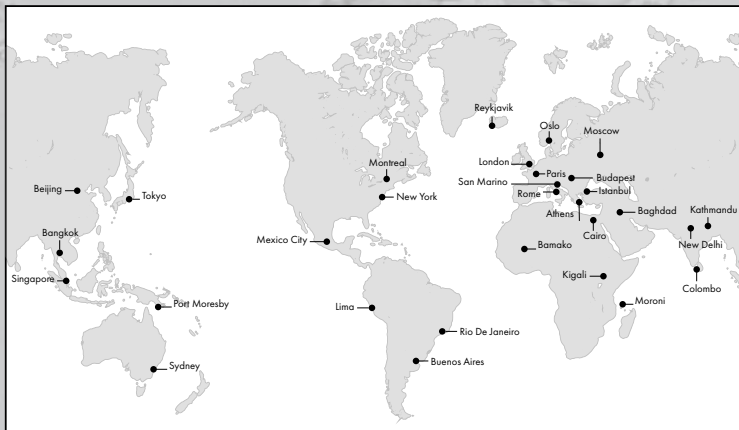 Reykjavik
Oslo
Moscow
London
Paris
Budapest
San Marino
Istanbul
Rome
Athens
Cairo
Baghdad
Kathmandu
New Delhi
Colombo
Montreal
New York
Mexico City
Beijing
Tokyo
Bangkok
Singapore
Port Moresby
Sydney
Lima
Rio De Janeiro
Buenos Aires
Bamako
Kigali
Moroni